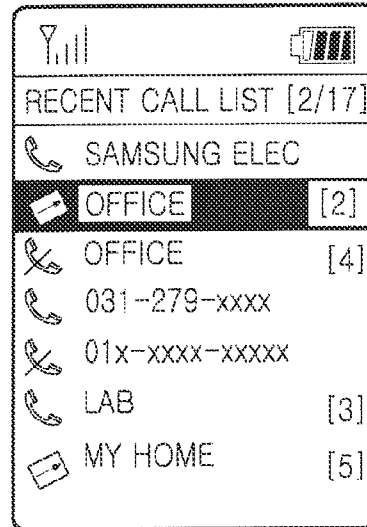 RECENT CALL LIST [2/17]
SAMSUNG ELEC
OFFICE [2]
OFFICE [4]
031-279-xxxx
01x-xxxx-xxxxx
LAB [3]
MY HOME [5]